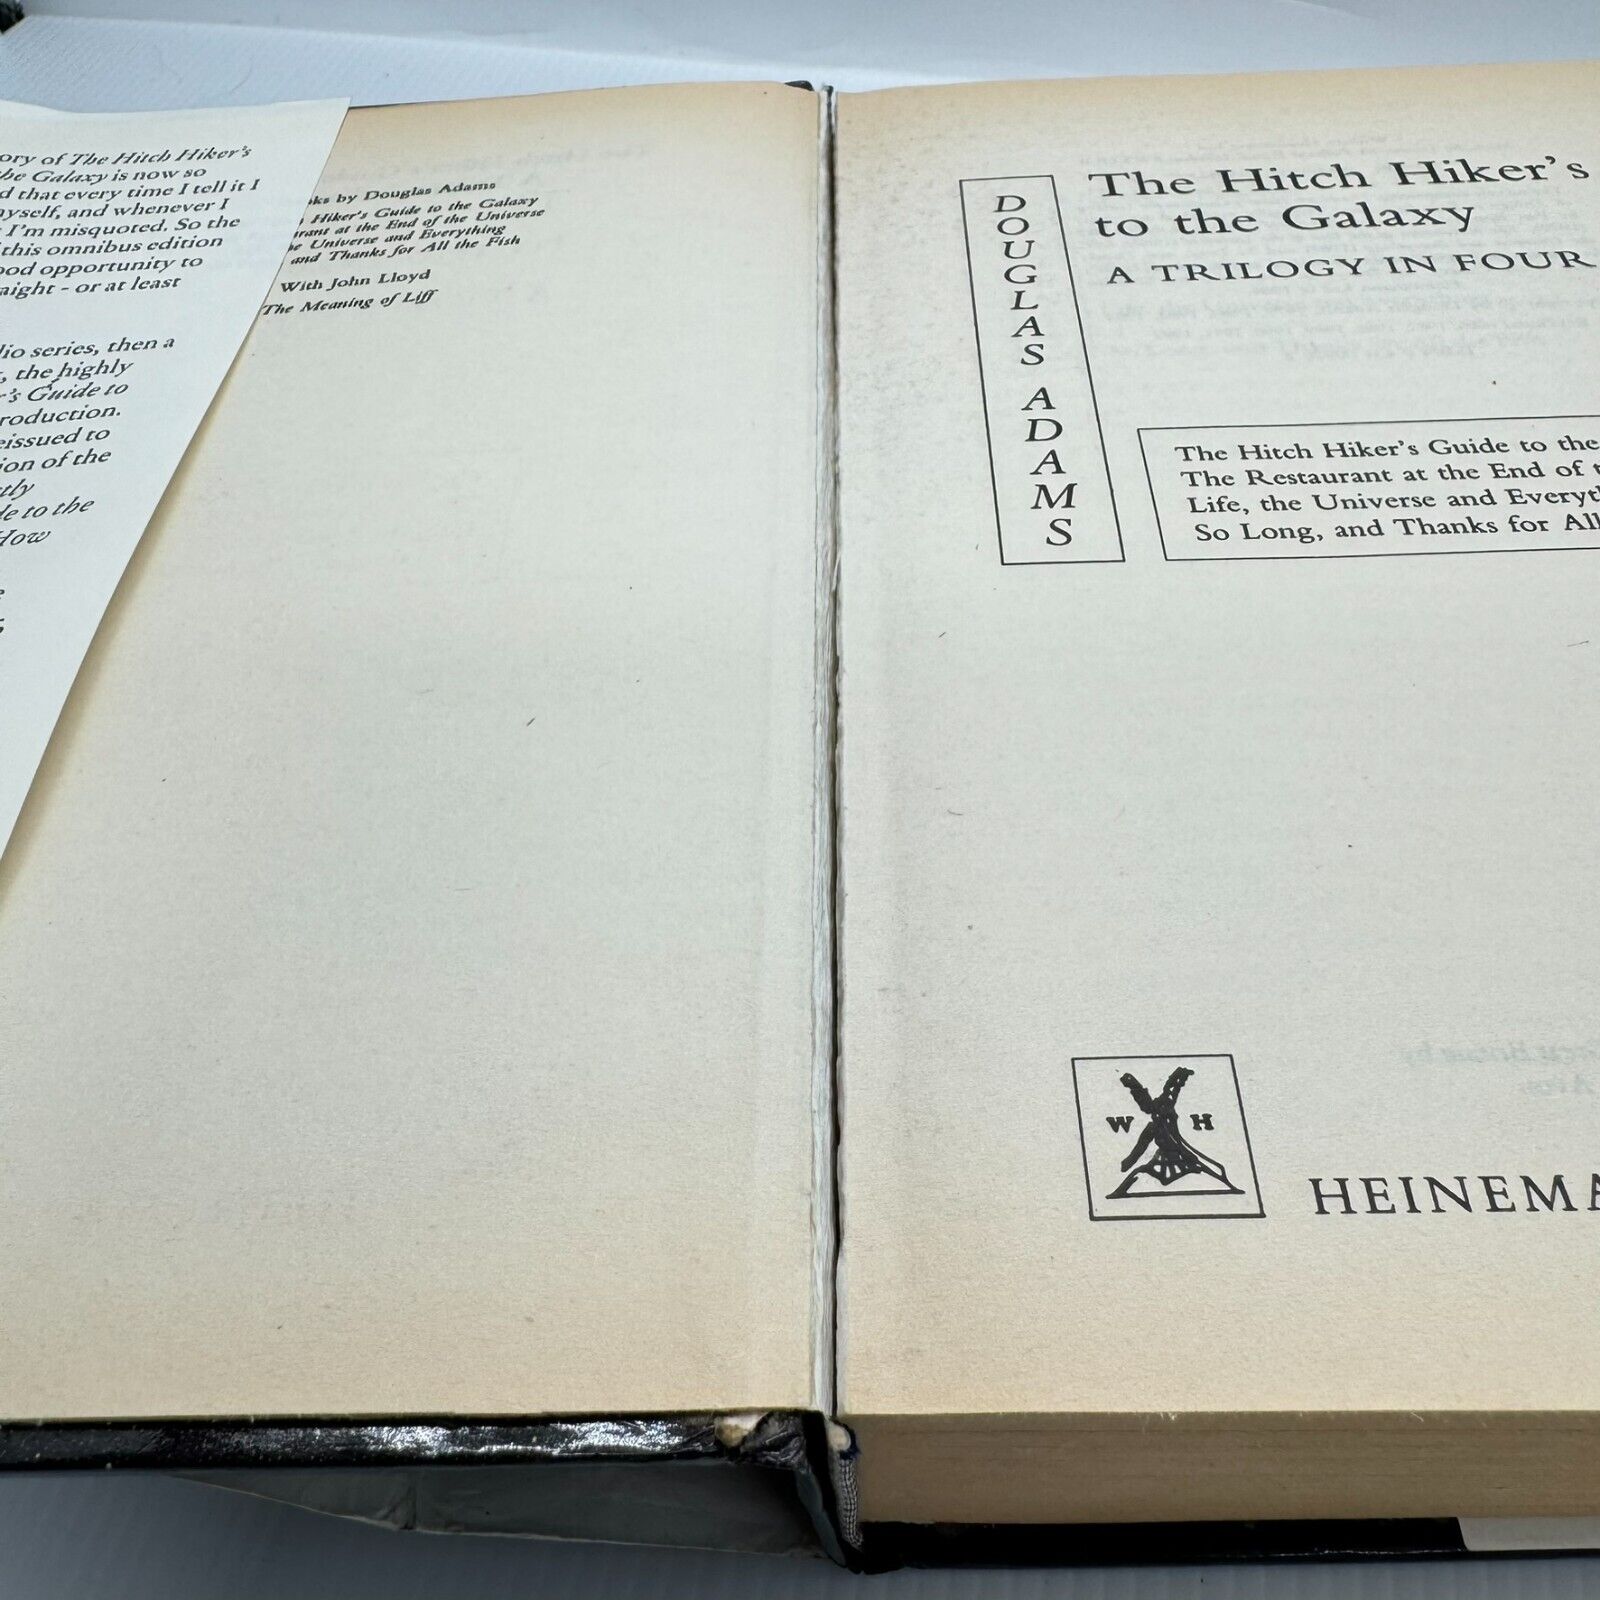 ory of The Hitch Hiker's
the Galaxy is now so
d that every time I tell it I
myself, and whenever I
t I'm misquoted. So the
this omnibus edition
ood opportunity to
aight - or at least
dio series, then a
, the highly
r's Guide to
roduction.
eissued to
ion of the
tly
de to the
How
oks by Douglas Adams
h Hiker's Guide to the Galaxy
urant at the End of the Universe
he Universe and Everything
and Thanks for All the Fish
With John Lloyd
The Meaning of Liff
DOUGLAS ADAMS
The Hitch Hiker's
to the Galaxy
A TRILOGY IN FOUR
The Hitch Hiker's Guide to the
The Restaurant at the End of t
Life, the Universe and Everyth
So Long, and Thanks for All
W H
HEINEMA